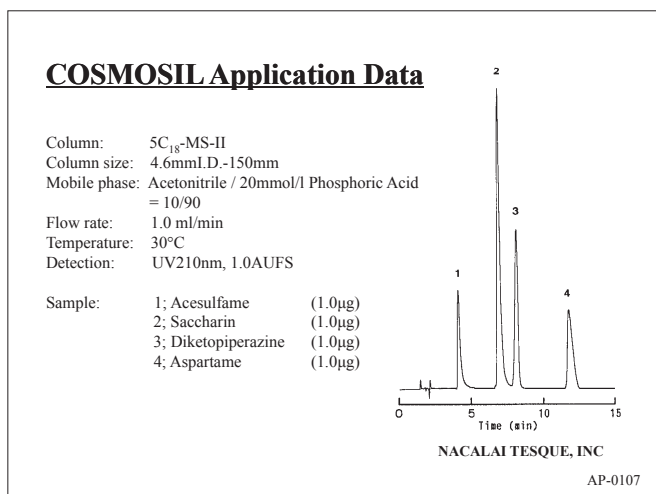 COSMOSIL Application Data
Column: 5C18-MS-II
Column size: 4.6mmI.D.-150mm
Mobile phase: Acetonitrile / 20mmol/l Phosphoric Acid
= 10/90
Flow rate: 1.0 ml/min
Temperature: 30°C
Detection: UV210nm, 1.0AUFS
Sample: 1; Acesulfame (1.0μg)
2; Saccharin (1.0μg)
3; Diketopiperazine (1.0μg)
4; Aspartame (1.0μg)
2
3
1
4
0 5 10 15
Time (min)
NACALAI TESQUE, INC
AP-0107